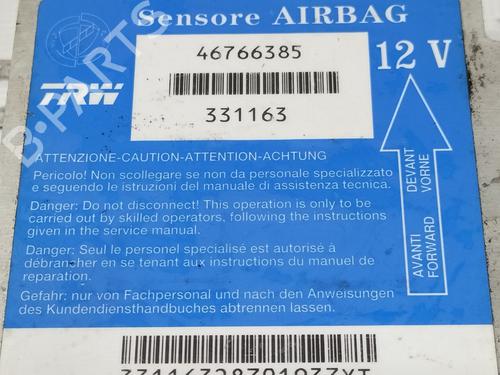 Sensore AIRBAG
46766385
12 V
TRW
331163
ATTENZIONE-CAUTION-ATTENTION-ACHTUNG
Pericolo! Non scollegare se non da personale specializzato
e seguendo le istruzioni del manuale di assistenza tecnica.
Danger: Do not disconnect! This operation is only to be
carried out by skilled operators, following the instructions
given in the service manual.
Danger: Seul le personel spécialisé est autorisé à
débrancher en se tenant aux instructions du manuel de
reparation.
Gefahr: nur von Fachpersonal und nach den Anweisungen
des Kundendiensthandbuches abtrennen lassen.
AVANTI DEVANT
FORWARD VORNE
B-PARTS